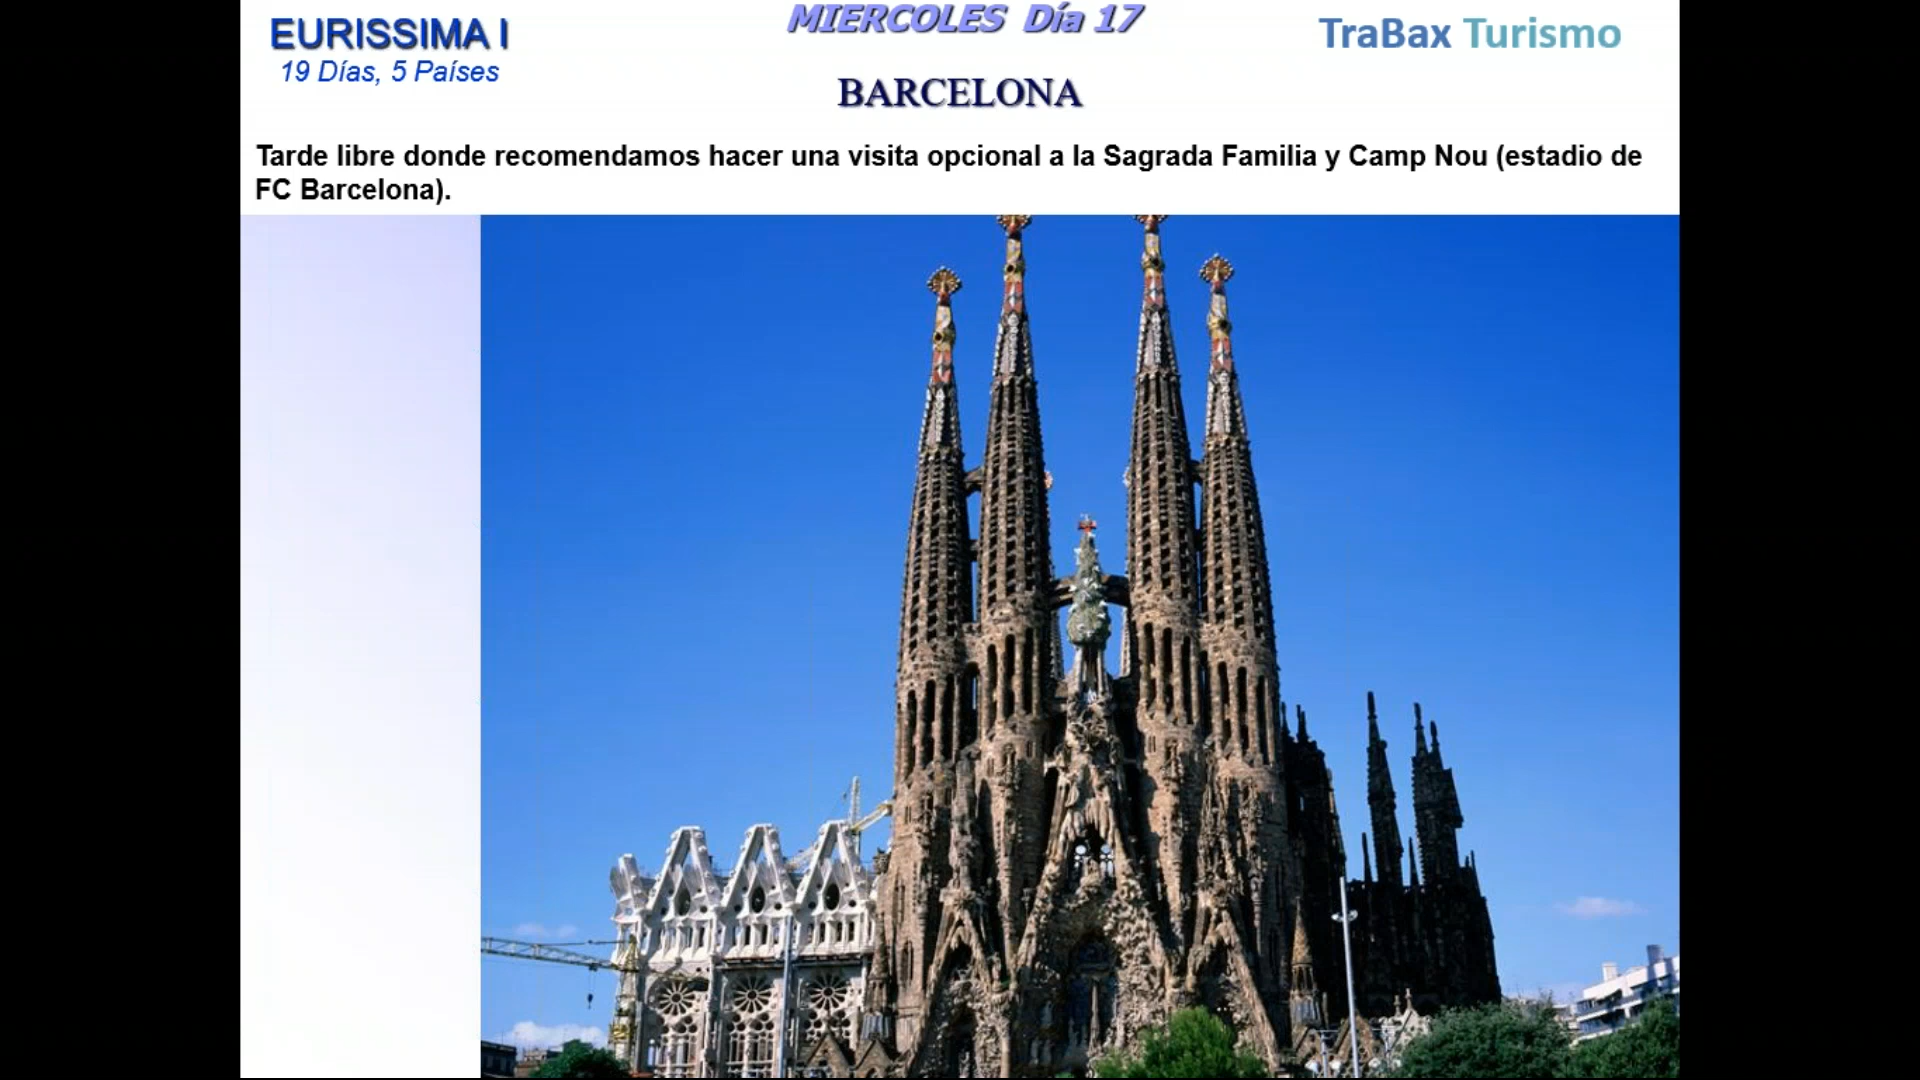 EURISSIMA I
19 Días, 5 Países
MIERCOLES  Día 17
TraBax Turismo
BARCELONA
Tarde libre donde recomendamos hacer una visita opcional a la Sagrada Familia y Camp Nou (estadio de
FC Barcelona).